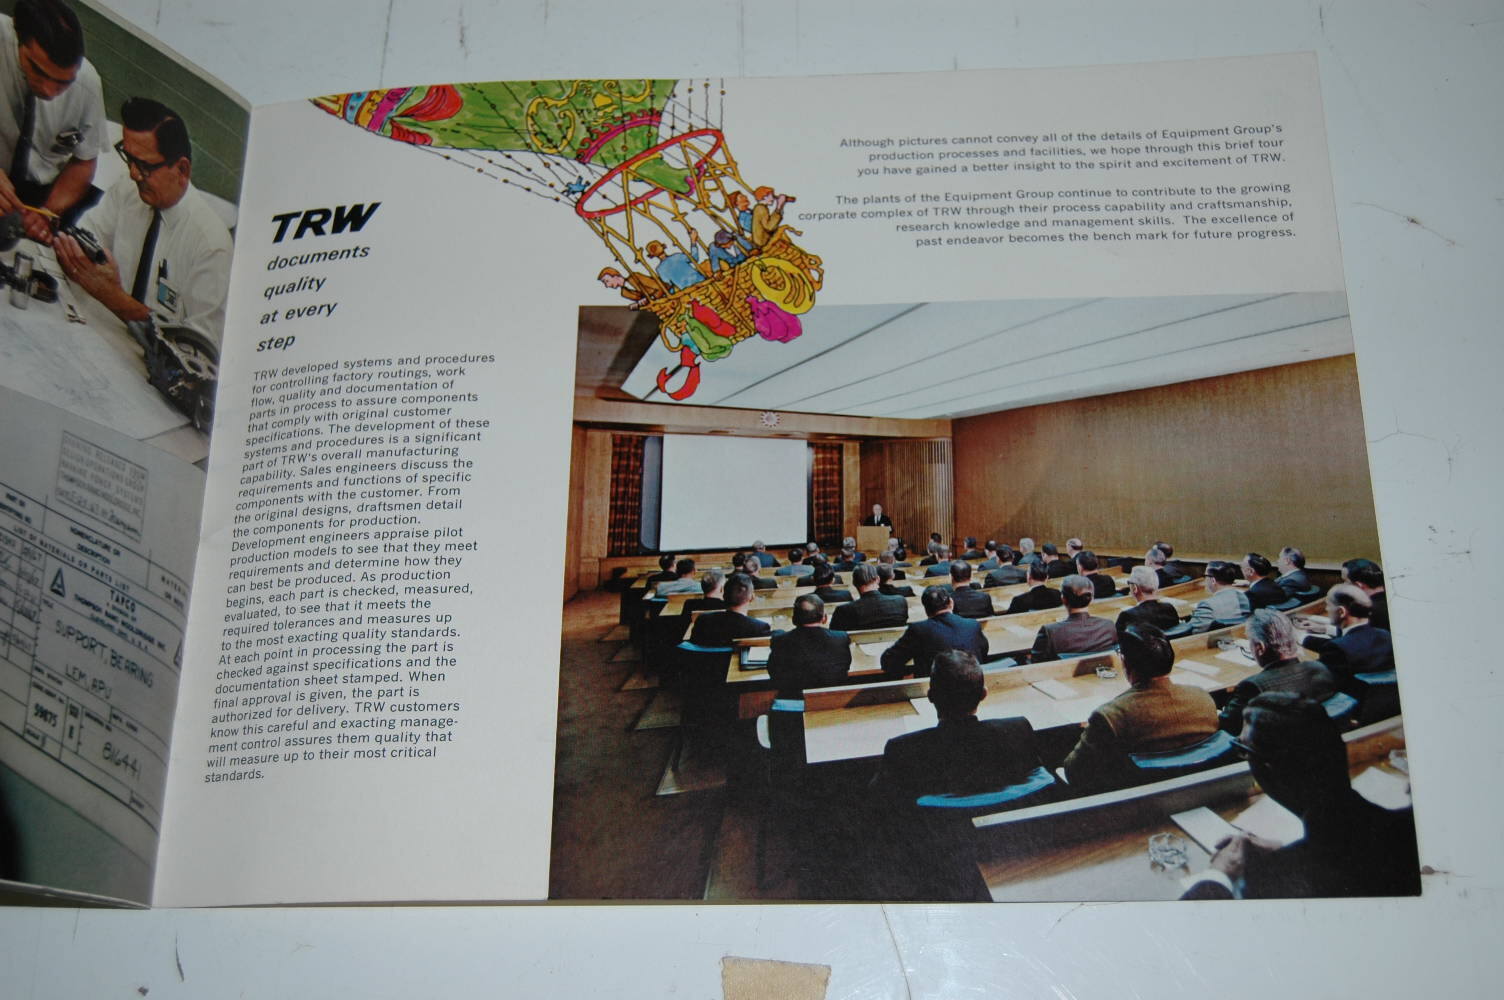 TRW
documents
quality
at every
step
TRW developed systems and procedures
for controlling factory routings, work
flow, quality and documentation of
parts in process to assure components
that comply with original customer
specifications. The development of these
systems and procedures is a significant
part of TRW's overall manufacturing
capability. Sales engineers discuss the
requirements and functions of specific
components with the customer. From
the original designs, draftsmen detail
the components for production.
Development engineers appraise pilot
production models to see that they meet
requirements and determine how they
can best be produced. As production
begins, each part is checked, measured,
evaluated, to see that it meets the
required tolerances and measures up
to the most exacting quality standards.
At each point in processing the part is
checked against specifications and the
documentation sheet stamped. When
final approval is given, the part is
authorized for delivery. TRW customers
know this careful and exacting manage-
ment control assures them quality that
will measure up to their most critical
standards.
Although pictures cannot convey all of the details of Equipment Group's
production processes and facilities, we hope through this brief tour
you have gained a better insight to the spirit and excitement of TRW.
The plants of the Equipment Group continue to contribute to the growing
corporate complex of TRW through their process capability and craftsmanship,
research knowledge and management skills. The excellence of
past endeavor becomes the bench mark for future progress.
NOMENCLATURE OR
DESCRIPTION
LIST OF MATERIALS OR PARTS LIST
TAPCO
SUPPORT, BEARING
LEM, APU
59875
816441